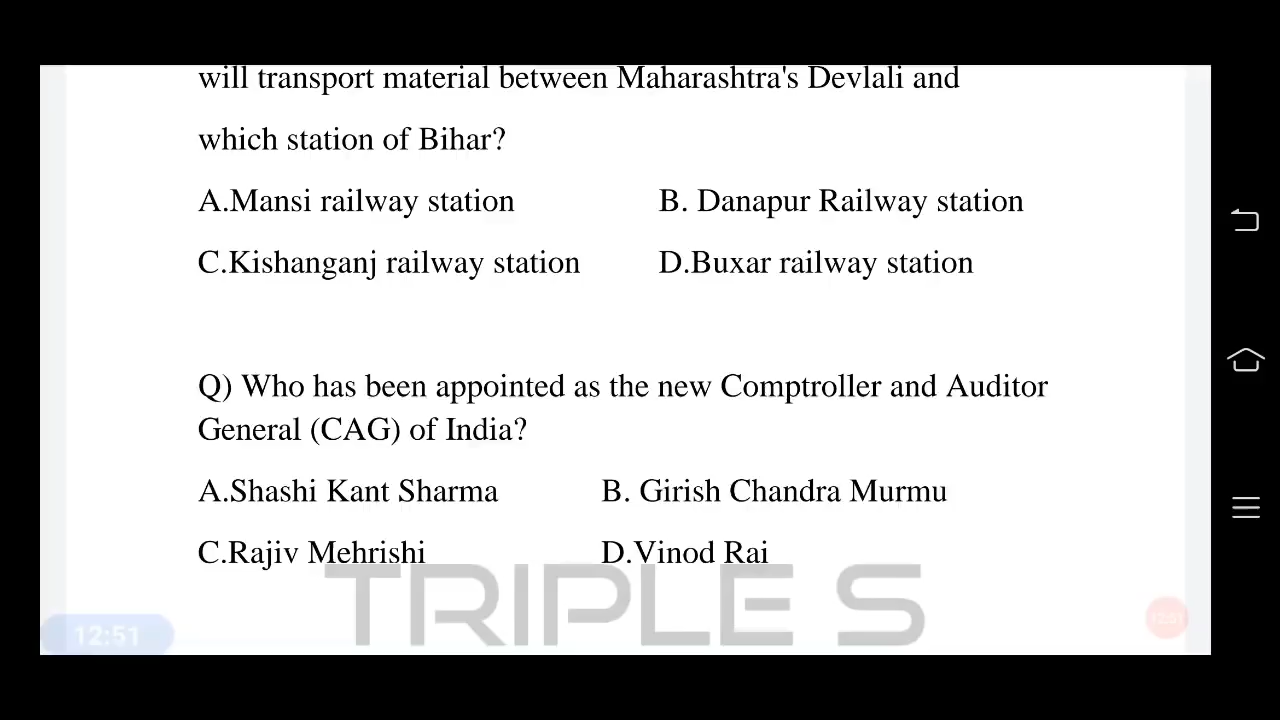 will transport material between Maharashtra's Devlali and
which station of Bihar?
A.Mansi railway station B. Danapur Railway station
C.Kishanganj railway station D.Buxar railway station
Q) Who has been appointed as the new Comptroller and Auditor
General (CAG) of India?
A.Shashi Kant Sharma B. Girish Chandra Murmu
C.Rajiv Mehrishi D.Vinod Rai
TRIPLE S
12:51 12:51